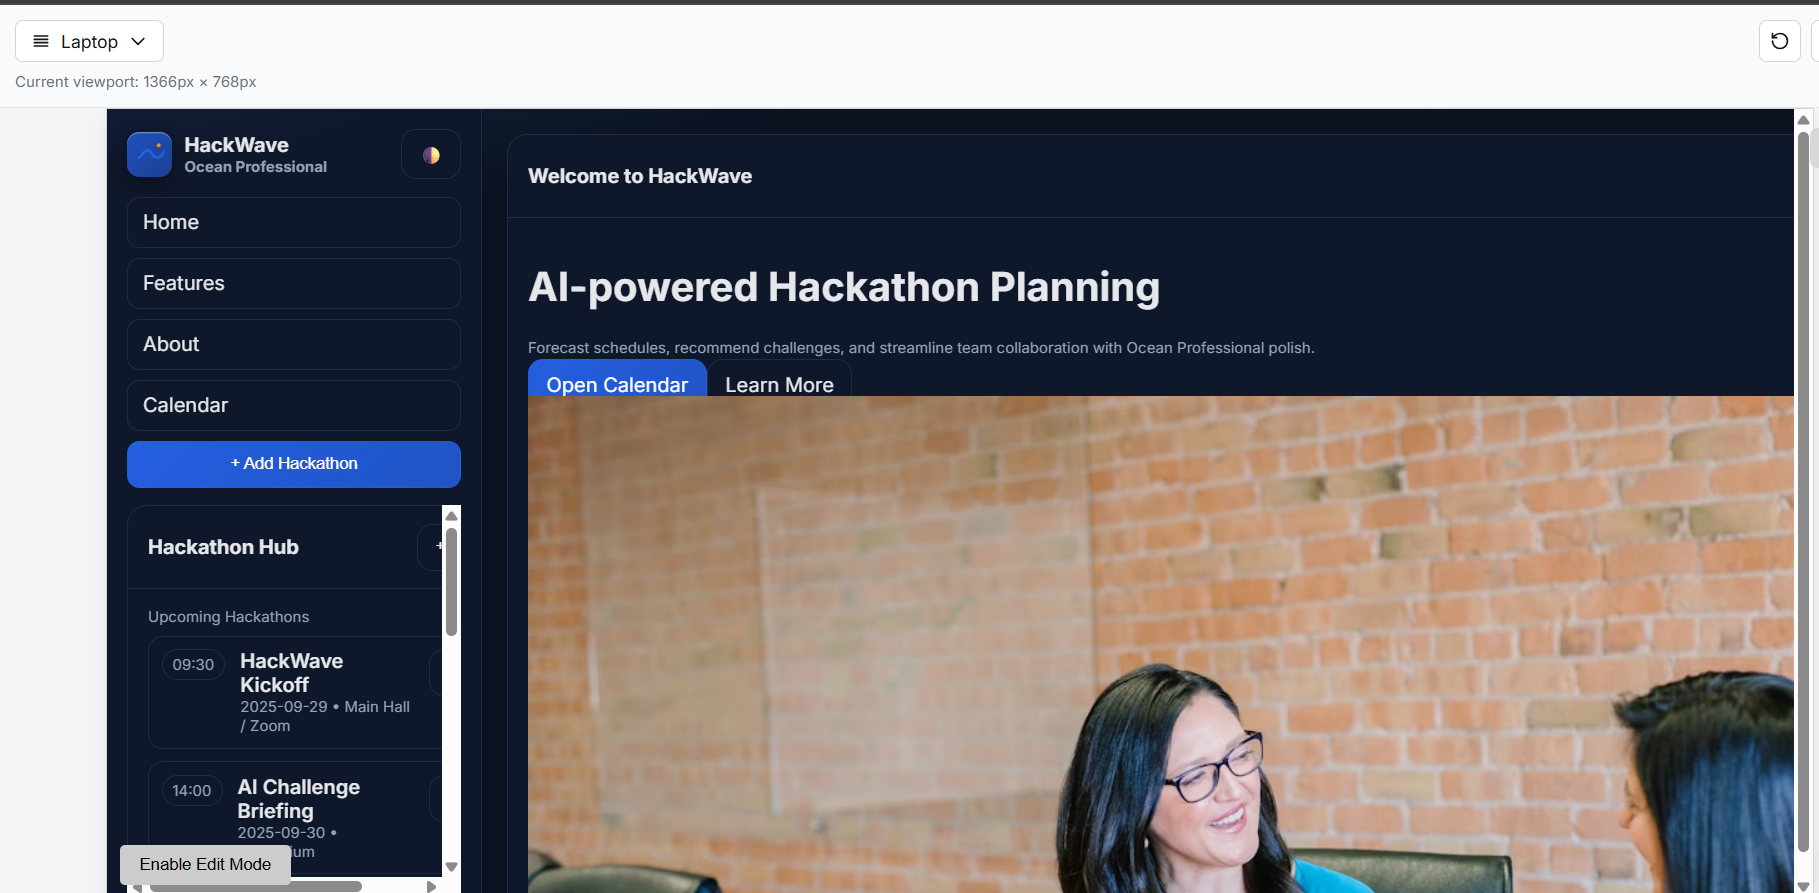 Laptop
Current viewport: 1366px × 768px
HackWave
Ocean Professional
Home
Features
About
Calendar
+ Add Hackathon
Hackathon Hub
+
Upcoming Hackathons
09:30
HackWave
Kickoff
2025-09-29 • Main Hall
/ Zoom
14:00
AI Challenge
Briefing
2025-09-30 •
ium
Enable Edit Mode
Welcome to HackWave
AI-powered Hackathon Planning
Forecast schedules, recommend challenges, and streamline team collaboration with Ocean Professional polish.
Open Calendar
Learn More